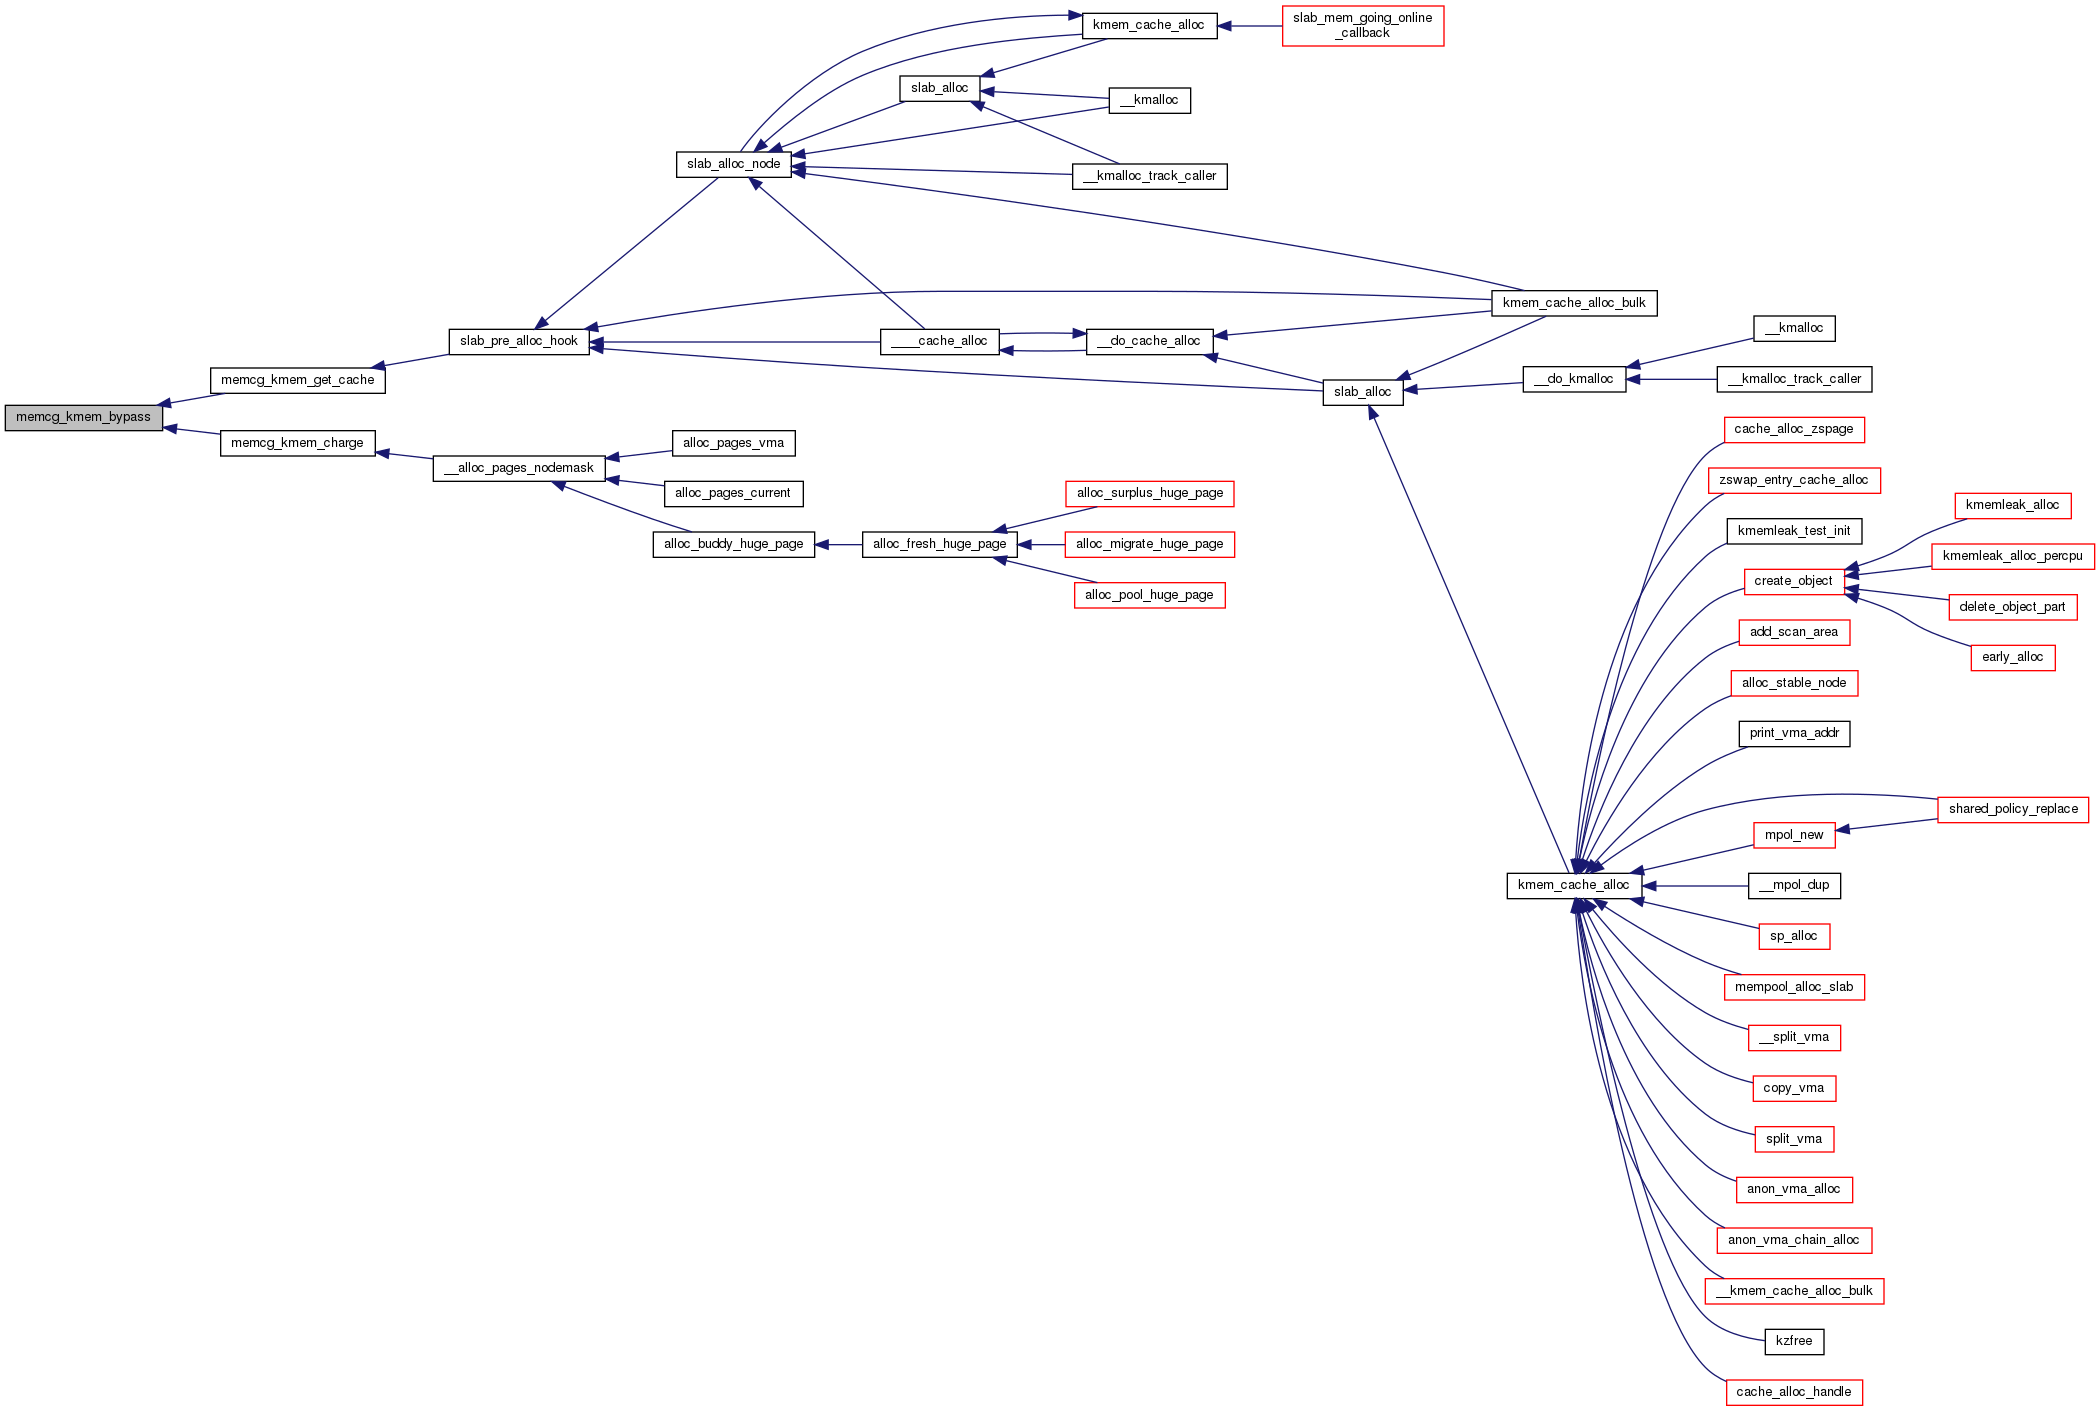 kmem_cache_alloc
slab_mem_going_online
_callback
slab_alloc
__kmalloc
slab_alloc_node
__kmalloc_track_caller
kmem_cache_alloc_bulk
slab_pre_alloc_hook
____cache_alloc
__do_cache_alloc
__kmalloc
memcg_kmem_get_cache
slab_alloc
__do_kmalloc
__kmalloc_track_caller
memcg_kmem_bypass
memcg_kmem_charge
alloc_pages_vma
cache_alloc_zspage
__alloc_pages_nodemask
zswap_entry_cache_alloc
alloc_pages_current
alloc_surplus_huge_page
kmemleak_alloc
kmemleak_test_init
alloc_buddy_huge_page
alloc_fresh_huge_page
alloc_migrate_huge_page
kmemleak_alloc_percpu
create_object
alloc_pool_huge_page
delete_object_part
add_scan_area
early_alloc
alloc_stable_node
print_vma_addr
shared_policy_replace
mpol_new
kmem_cache_alloc
__mpol_dup
sp_alloc
mempool_alloc_slab
__split_vma
copy_vma
split_vma
anon_vma_alloc
anon_vma_chain_alloc
__kmem_cache_alloc_bulk
kzfree
cache_alloc_handle